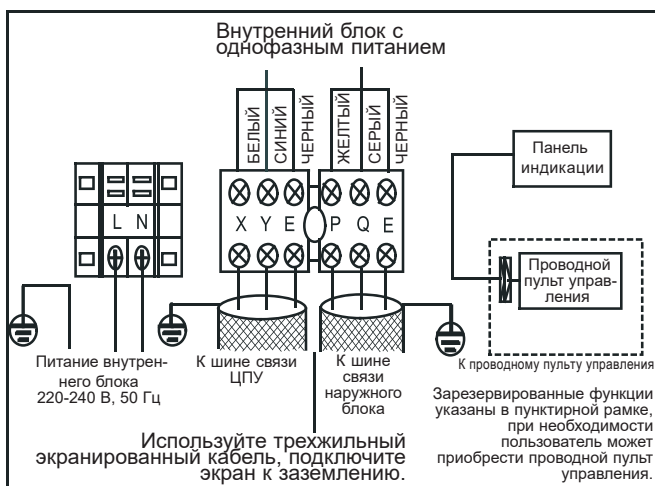 Внутренний блок с
однофазным питанием
БЕЛЫЙ
СИНИЙ
ЧЕРНЫЙ
ЖЕЛТЫЙ
СЕРЫЙ
ЧЕРНЫЙ
Панель
индикации
X Y E P Q E
L N
Проводной
пульт управ-
ления
Питание внутрен-
него блока
220-240 В, 50 Гц
К шине связи
ЦПУ
К шине
связи
наружного
блока
К проводному пульту управления
Зарезервированные функции
указаны в пунктирной рамке,
при необходимости
пользователь может
приобрести проводной пульт
управления.
Используйте трехжильный
экранированный кабель, подключите
экран к заземлению.